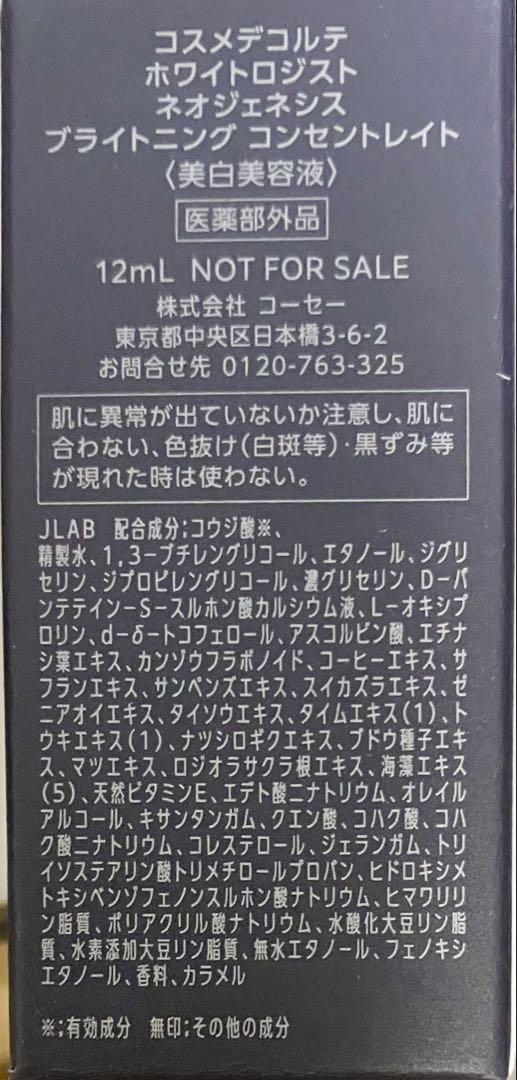 コスメデコルテ
ホワイトロジスト
ネオジェネシス
ブライトニング コンセントレイト
〈美白美容液〉
医薬部外品
12mL NOT FOR SALE
株式会社 コーセー
東京都中央区日本橋3-6-2
お問合せ先 0120-763-325
肌に異常が出ていないか注意し、肌に
合わない、色抜け(白斑等)・黒ずみ等
が現れた時は使わない。
JLAB 配合成分;コウジ酸※、
精製水、1,3-ブチレングリコール、エタノール、ジグリ
セリン、ジプロピレングリコール、濃グリセリン、D-パ
ンテテイン-S-スルホン酸カルシウム液、L-オキシプ
ロリン、d-δ-トコフェロール、アスコルビン酸、エチナ
シ葉エキス、カンゾウフラボノイド、コーヒーエキス、サ
フランエキス、サンペンズエキス、スイカズラエキス、ゼ
ニアオイエキス、タイソウエキス、タイムエキス(1)、ト
ウキエキス(1)、ナツシロギクエキス、ブドウ種子エキ
ス、マツエキス、ロジオラサクラ根エキス、海藻エキス
(5)、天然ビタミンE、エデト酸二ナトリウム、オレイル
アルコール、キサンタンガム、クエン酸、コハク酸、コハ
ク酸二ナトリウム、コレステロール、ジェランガム、トリ
イソステアリン酸トリメチロールプロパン、ヒドロキシメ
トキシベンゾフェノンスルホン酸ナトリウム、ヒマワリリ
ン脂質、ポリアクリル酸ナトリウム、水酸化大豆リン脂
質、水素添加大豆リン脂質、無水エタノール、フェノキシ
エタノール、香料、カラメル
※;有効成分 無印;その他の成分